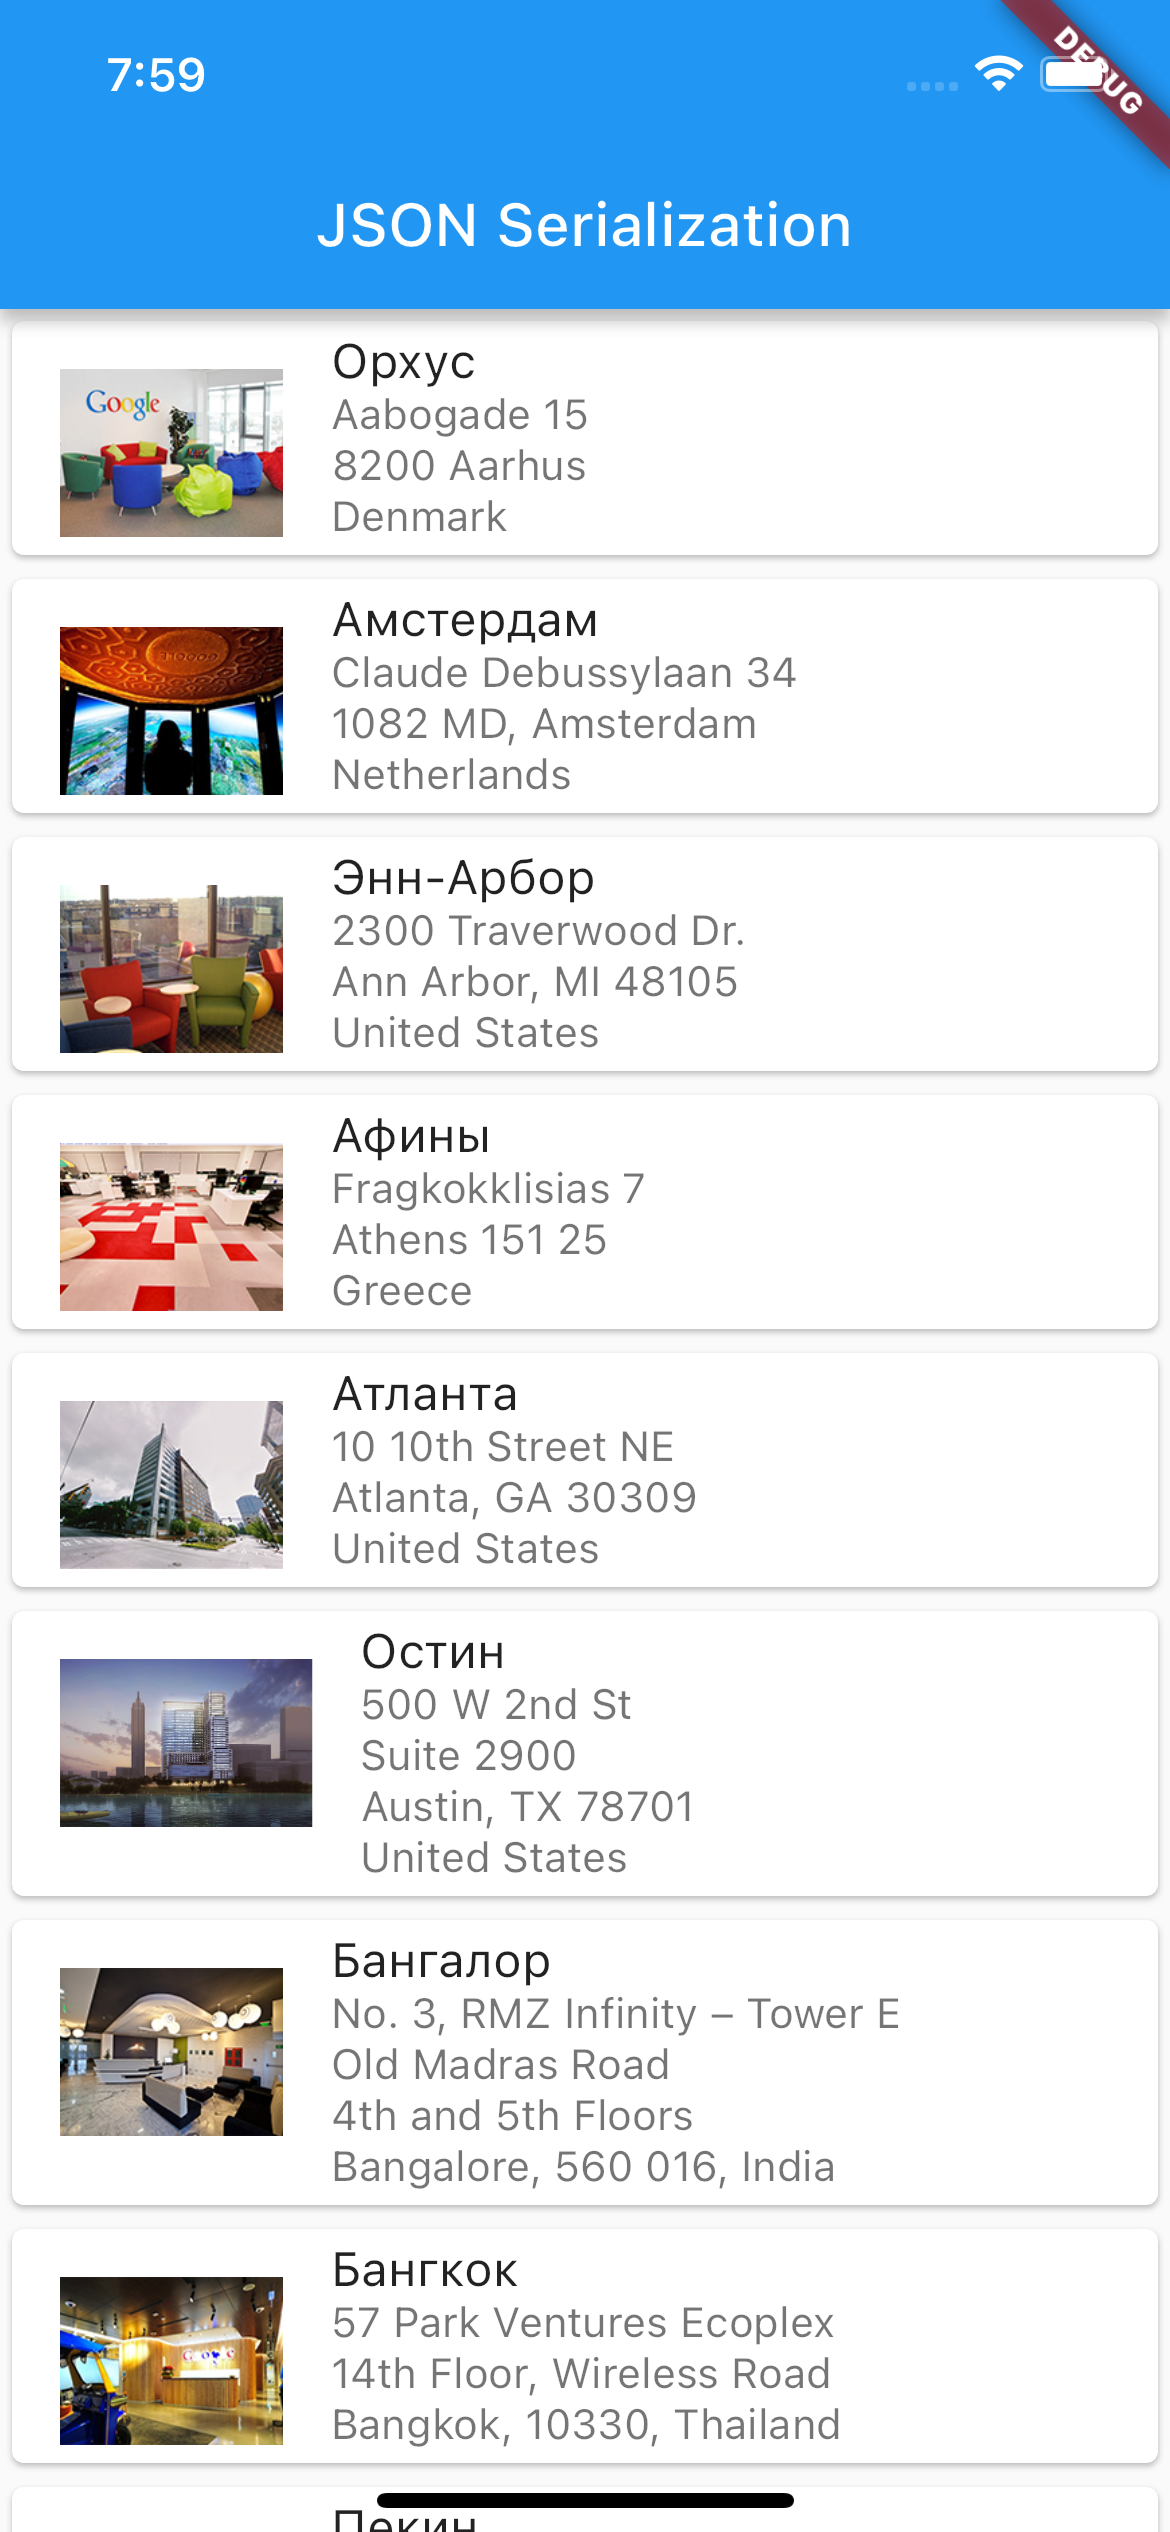 7:59
DEBUG
JSON Serialization
Google
Орхус
Aabogade 15
8200 Aarhus
Denmark
Амстердам
Claude Debussylaan 34
1082 MD, Amsterdam
Netherlands
Энн-Арбор
2300 Traverwood Dr.
Ann Arbor, MI 48105
United States
Афины
Fragkokklisias 7
Athens 151 25
Greece
Атланта
10 10th Street NE
Atlanta, GA 30309
United States
Остин
500 W 2nd St
Suite 2900
Austin, TX 78701
United States
Бангалор
No. 3, RMZ Infinity – Tower E
Old Madras Road
4th and 5th Floors
Bangalore, 560 016, India
Бангкок
57 Park Ventures Ecoplex
14th Floor, Wireless Road
Bangkok, 10330, Thailand
Пекин